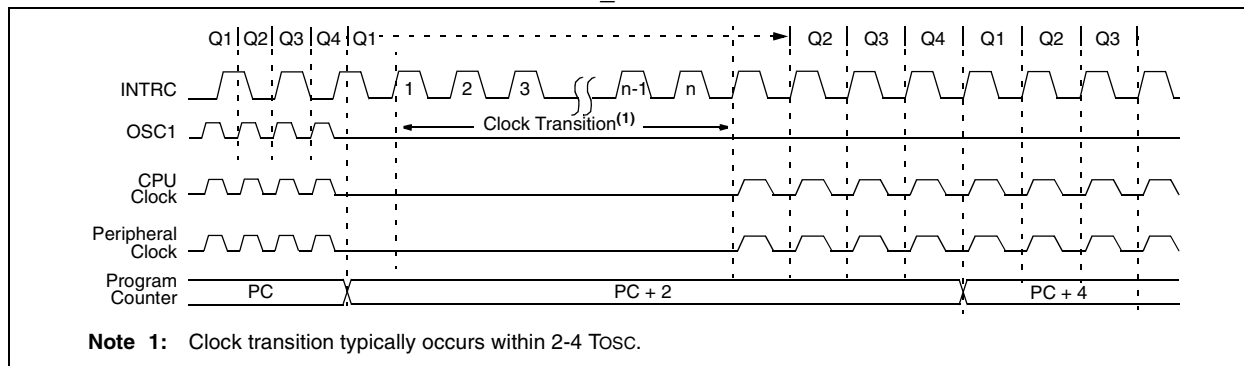 Q1 Q2 Q3 Q4 Q1 Q2 Q3 Q4 Q1 Q2 Q3
INTRC 1 2 3 n-1 n
OSC1 Clock Transition(1)
CPU
Clock
Peripheral
Clock
Program
Counter PC PC + 2 PC + 4
Note 1: Clock transition typically occurs within 2-4 TOSC.